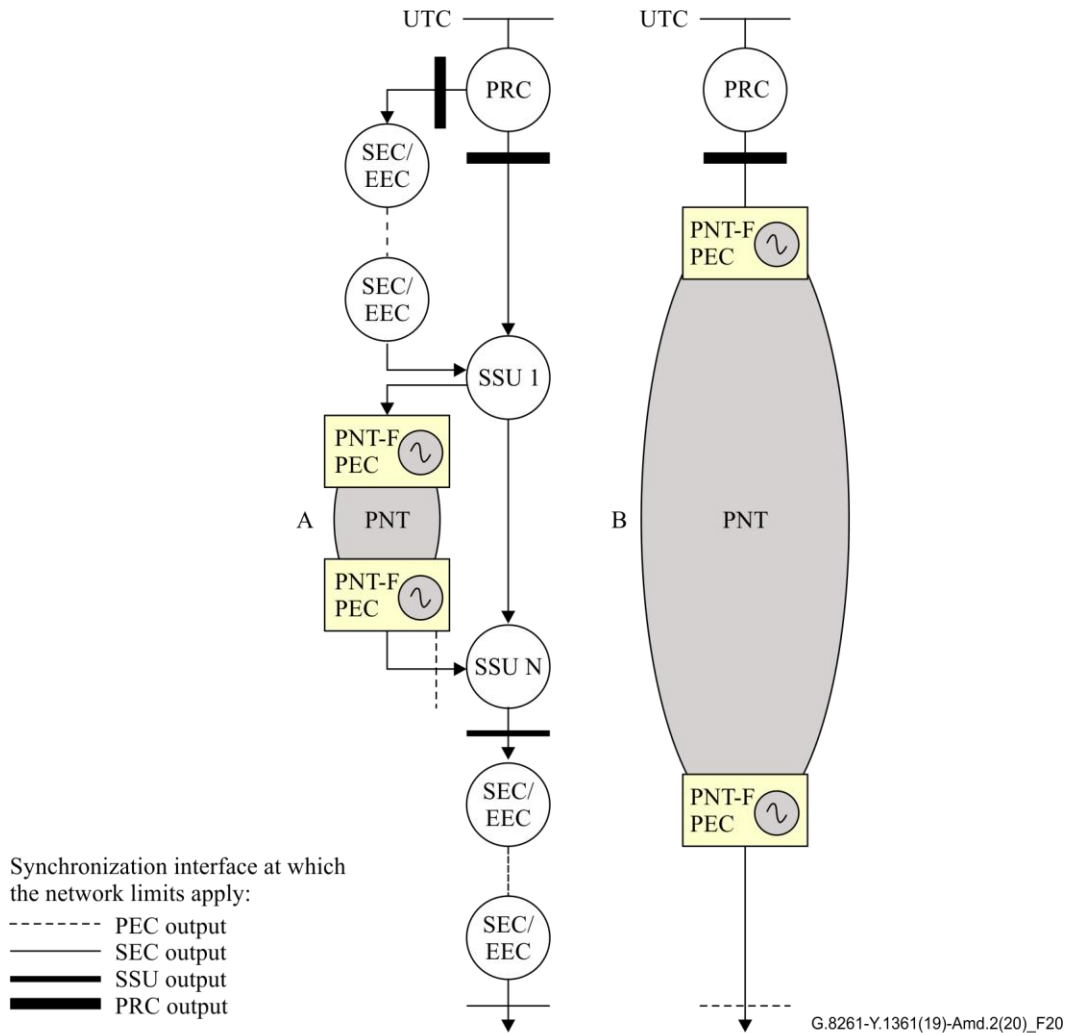 UTC
PRC
SEC/
EEC
SEC/
EEC
SSU 1
PNT-F
PEC
A
PNT
PNT-F
PEC
SSU N
SEC/
EEC
SEC/
EEC
UTC
PRC
PNT-F
PEC
B
PNT
PNT-F
PEC
Synchronization interface at which
the network limits apply:
PEC output
SEC output
SSU output
PRC output
G.8261-Y.1361(19)-Amd.2(20)_F20